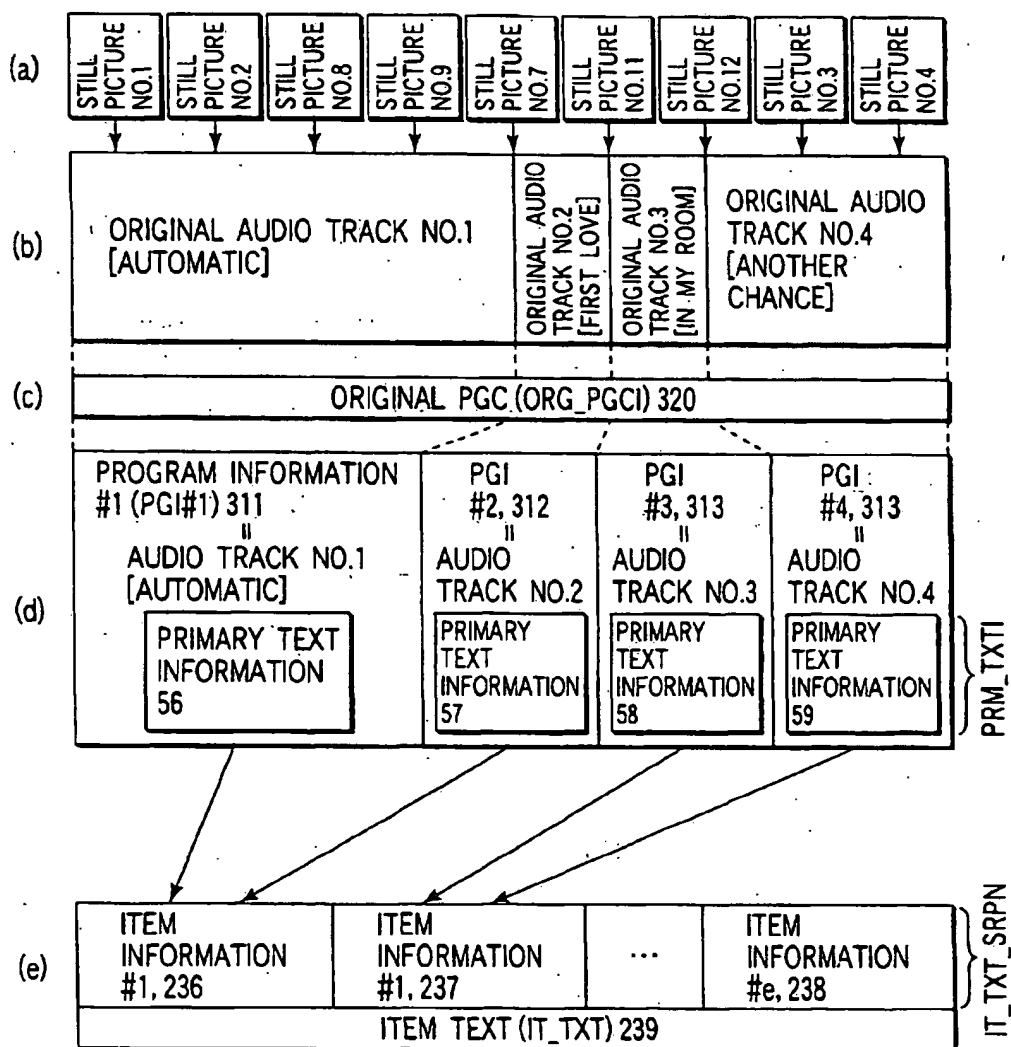 (a)
STILL
PICTURE
NO.1
STILL
PICTURE
NO.2
STILL
PICTURE
NO.8
STILL
PICTURE
NO.9
STILL
PICTURE
NO.7
STILL
PICTURE
NO.11
STILL
PICTURE
NO.12
STILL
PICTURE
NO.3
STILL
PICTURE
NO.4
(b)
ORIGINAL AUDIO TRACK NO.1
[AUTOMATIC]
ORIGINAL AUDIO
TRACK NO.2
[FIRST LOVE]
ORIGINAL AUDIO
TRACK NO.3
[IN MY ROOM]
ORIGINAL AUDIO
TRACK NO.4
[ANOTHER
CHANCE]
(c)
ORIGINAL PGC (ORG_PGCI) 320
(d)
PROGRAM INFORMATION
#1 (PGI#1) 311
=
AUDIO TRACK NO.1
[AUTOMATIC]
PRIMARY TEXT
INFORMATION
56
PGI
#2, 312
=
AUDIO
TRACK NO.2
PRIMARY
TEXT
INFORMATION
57
PGI
#3, 313
=
AUDIO
TRACK NO.3
PRIMARY
TEXT
INFORMATION
58
PGI
#4, 313
=
AUDIO
TRACK NO.4
PRIMARY
TEXT
INFORMATION
59
PRM_TXTI
(e)
ITEM
INFORMATION
#1, 236
ITEM
INFORMATION
#1, 237
...
ITEM
INFORMATION
#e, 238
IT_TXT_SRPN
ITEM TEXT (IT_TXT) 239